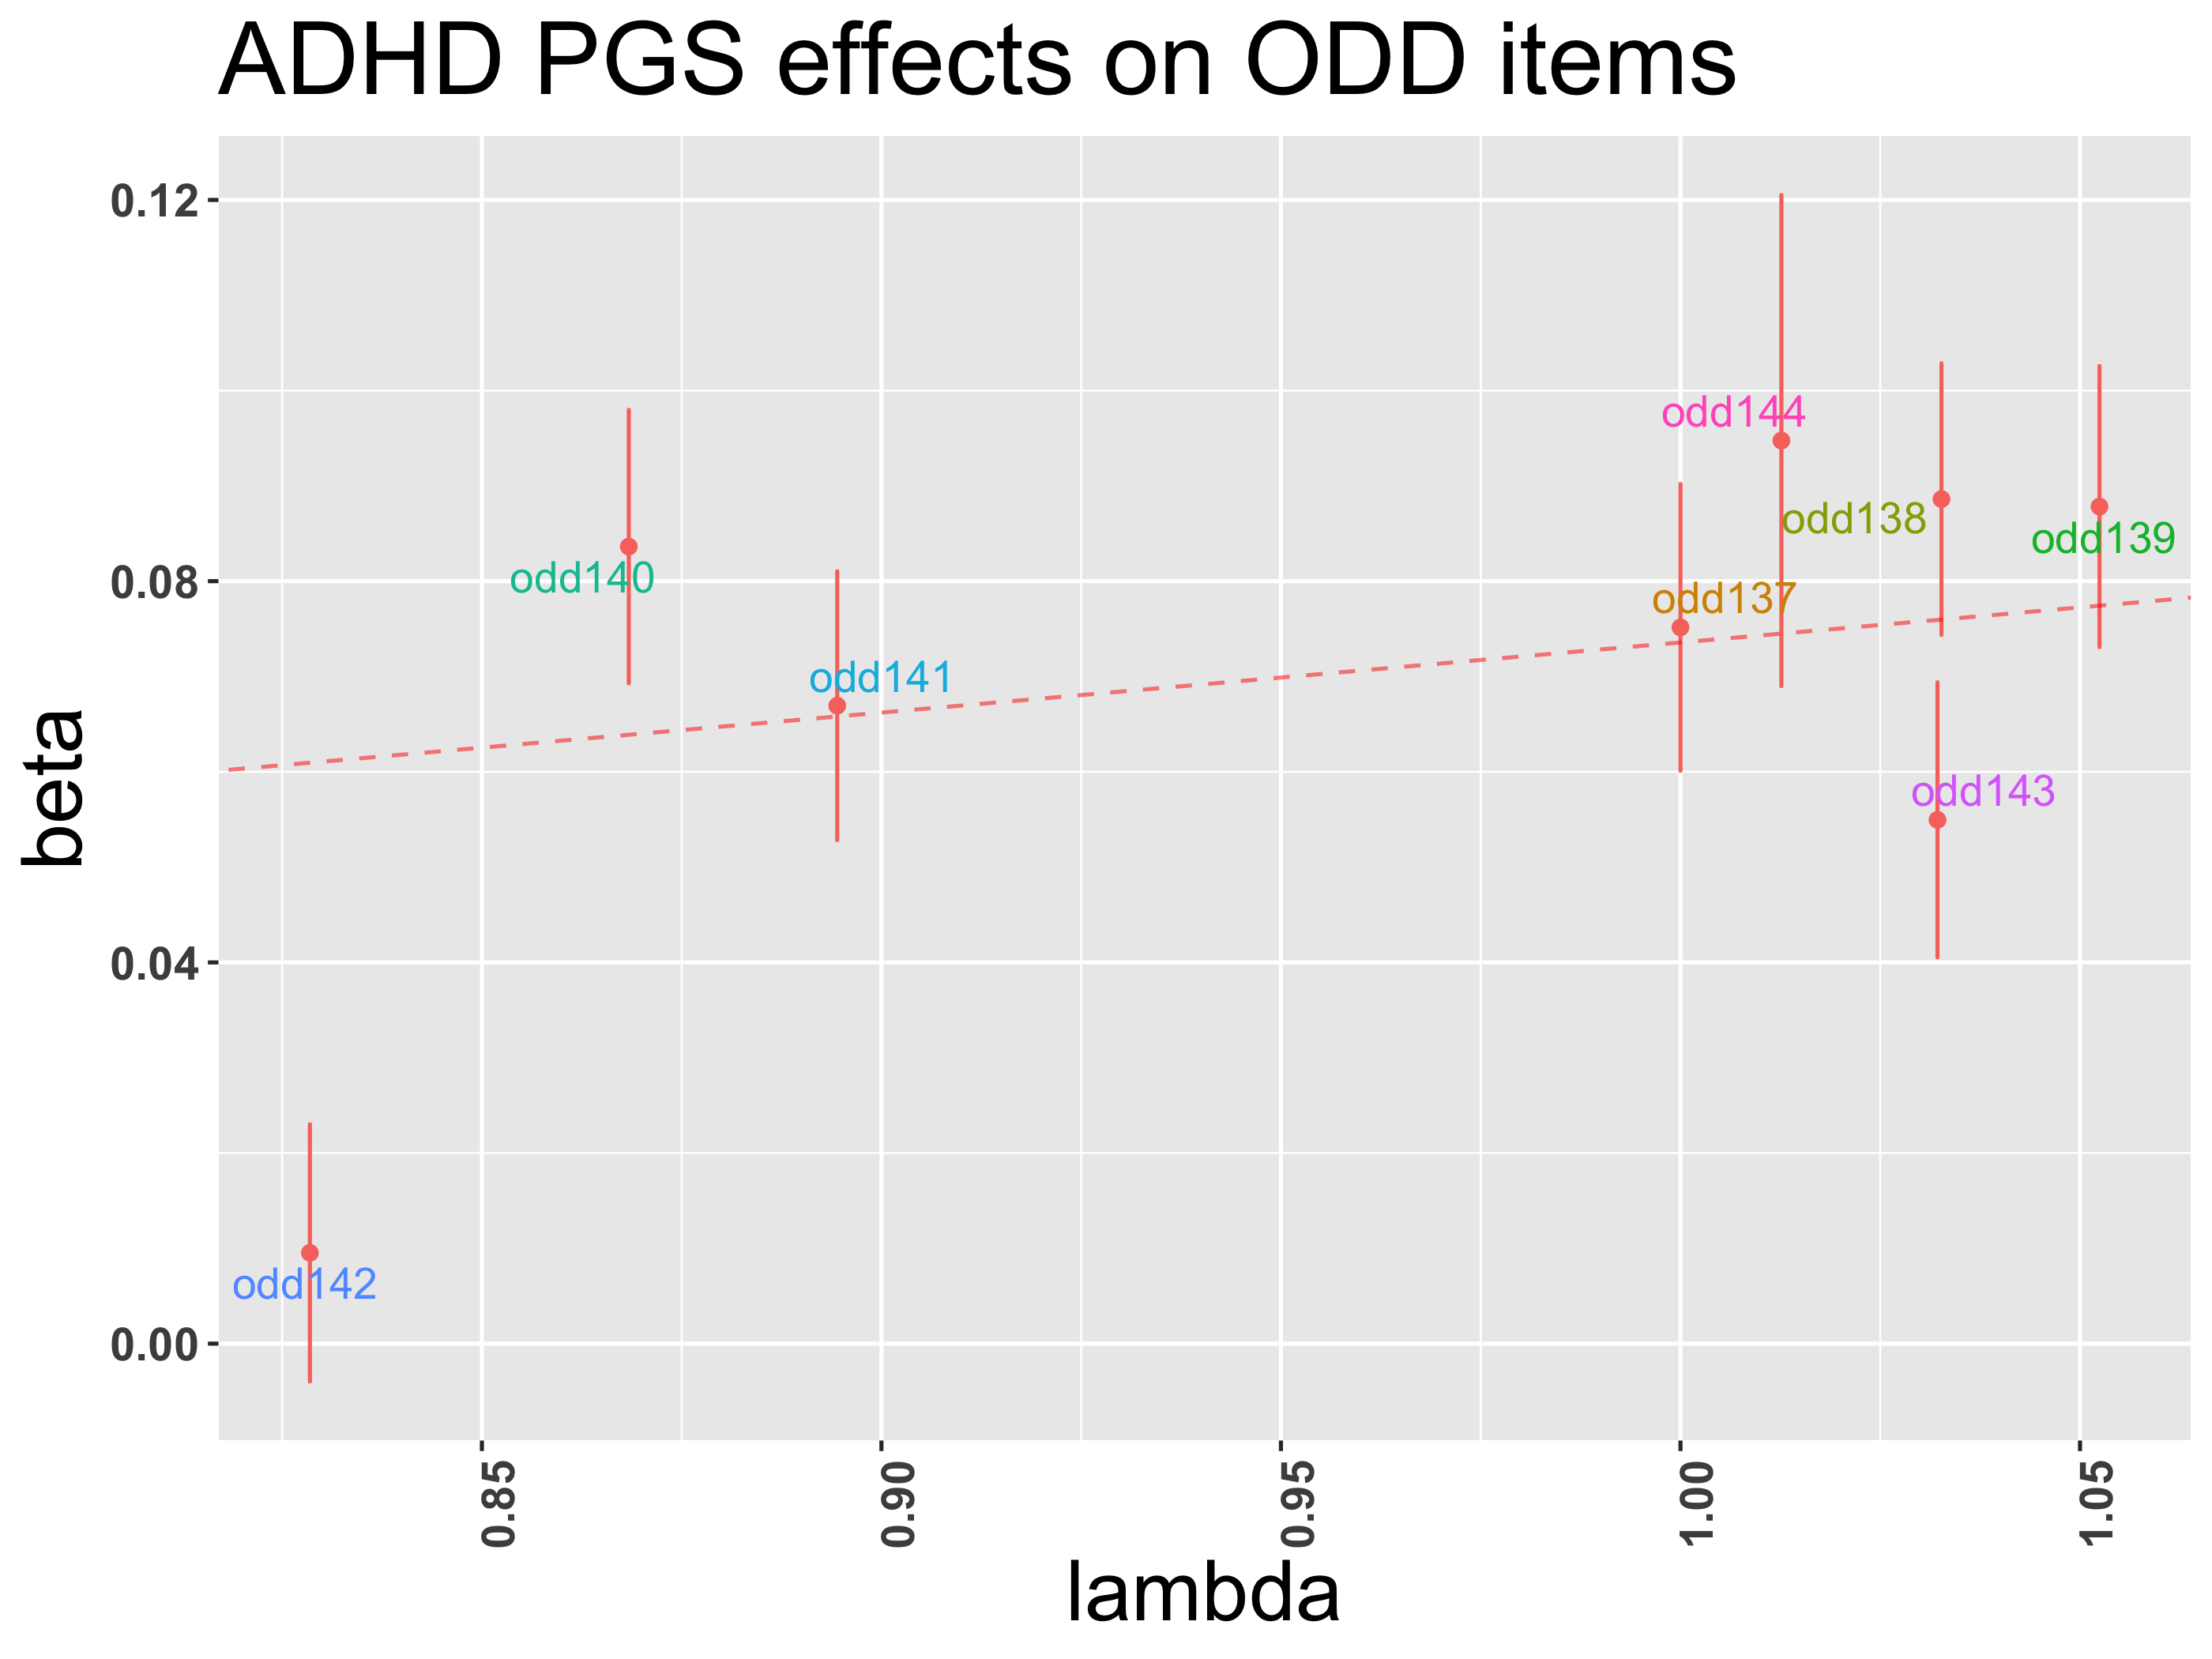 ADHD PGS effects on ODD items
0.12
0.08
0.04
0.00
beta
odd144
odd138
odd139
odd140
odd137
odd141
odd143
odd142
0.85
0.90
0.95
1.00
1.05
lambda